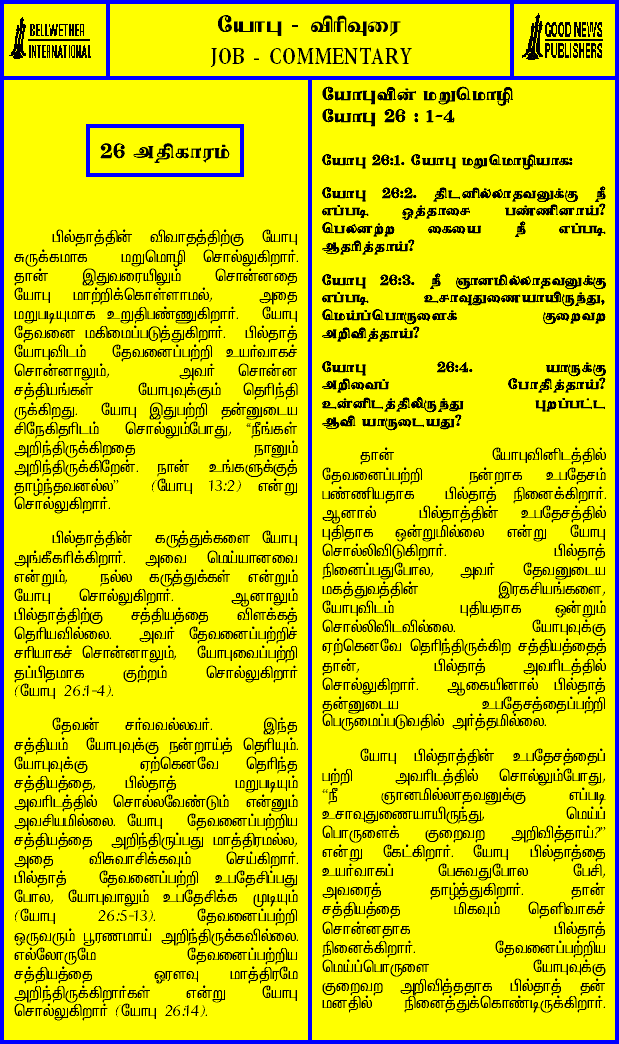 BELLWETHER
INTERNATIONAL
யோபு - விரிவுரை
JOB - COMMENTARY
GOOD NEWS
PUBLISHERS
26 அதிகாரம்
பில்தாத்தின் விவாதத்திற்கு யோபு
சுருக்கமாக மறுமொழி சொல்லுகிறார்.
தான் இதுவரையிலும் சொன்னதை
யோபு மாற்றிக்கொள்ளாமல், அதை
மறுபடியுமாக உறுதிபண்ணுகிறார். யோபு
தேவனை மகிமைப்படுத்துகிறார். பில்தாத்
யோபுவிடம் தேவனைப்பற்றி உயர்வாகச்
சொன்னாலும், அவர் சொன்ன
சத்தியங்கள் யோபுவுக்கும் தெரிந்தி
ருக்கிறது. யோபு இதுபற்றி தன்னுடைய
சிநேகிதரிடம் சொல்லும்போது, "நீங்கள்
அறிந்திருக்கிறதை நானும்
அறிந்திருக்கிறேன். நான் உங்களுக்குத்
தாழ்ந்தவனல்ல" (யோபு 13:2) என்று
சொல்லுகிறார்.
பில்தாத்தின் கருத்துக்களை யோபு
அங்கீகரிக்கிறார். அவை மெய்யானவை
என்றும், நல்ல கருத்துக்கள் என்றும்
யோபு சொல்லுகிறார். ஆனாலும்
பில்தாத்திற்கு சத்தியத்தை விளக்கத்
தெரியவில்லை. அவர் தேவனைப்பற்றிச்
சரியாகச் சொன்னாலும், யோபுவைப்பற்றி
தப்பிதமாக குற்றம் சொல்லுகிறார்
(யோபு 26:1-4).
தேவன் சர்வவல்லவர். இந்த
சத்தியம் யோபுவுக்கு நன்றாய்த் தெரியும்.
யோபுவுக்கு ஏற்கெனவே தெரிந்த
சத்தியத்தை, பில்தாத் மறுபடியும்
அவரிடத்தில் சொல்லவேண்டும் என்னும்
அவசியமில்லை. யோபு தேவனைப்பற்றிய
சத்தியத்தை அறிந்திருப்பது மாத்திரமல்ல,
அதை விசுவாசிக்கவும் செய்கிறார்.
பில்தாத் தேவனைப்பற்றி உபதேசிப்பது
போல, யோபுவாலும் உபதேசிக்க முடியும்
(யோபு 26:5-13). தேவனைப்பற்றி
ஒருவரும் பூரணமாய் அறிந்திருக்கவில்லை.
எல்லோருமே தேவனைப்பற்றிய
சத்தியத்தை ஓரளவு மாத்திரமே
அறிந்திருக்கிறார்கள் என்று யோபு
சொல்லுகிறார் (யோபு 26:14).
யோபுவின் மறுமொழி
யோபு 26 : 1-4
யோபு 26:1. யோபு மறுமொழியாக:
யோபு 26:2. திடனில்லாதவனுக்கு நீ
எப்படி ஒத்தாசை பண்ணினாய்?
பெலனற்ற கையை நீ எப்படி
ஆதரித்தாய்?
யோபு 26:3. நீ ஞானமில்லாதவனுக்கு
எப்படி உசாவுதுணையாயிருந்து,
மெய்ப்பொருளைக் குறைவற
அறிவித்தாய்?
யோபு 26:4. யாருக்கு
அறிவைப் போதித்தாய்?
உன்னிடத்திலிருந்து புறப்பட்ட
ஆவி யாருடையது?
தான் யோபுவினிடத்தில்
தேவனைப்பற்றி நன்றாக உபதேசம்
பண்ணியதாக பில்தாத் நினைக்கிறார்.
ஆனால் பில்தாத்தின் உபதேசத்தில்
புதிதாக ஒன்றுமில்லை என்று யோபு
சொல்லிவிடுகிறார். பில்தாத்
நினைப்பதுபோல, அவர் தேவனுடைய
மகத்துவத்தின் இரகசியங்களை,
யோபுவிடம் புதியதாக ஒன்றும்
சொல்லிவிடவில்லை. யோபுவுக்கு
ஏற்கெனவே தெரிந்திருக்கிற சத்தியத்தைத்
தான், பில்தாத் அவரிடத்தில்
சொல்லுகிறார். ஆகையினால் பில்தாத்
தன்னுடைய உபதேசத்தைப்பற்றி
பெருமைப்படுவதில் அர்த்தமில்லை.
யோபு பில்தாத்தின் உபதேசத்தைப்
பற்றி அவரிடத்தில் சொல்லும்போது,
"நீ ஞானமில்லாதவனுக்கு எப்படி
உசாவுதுணையாயிருந்து, மெய்ப்
பொருளைக் குறைவற அறிவித்தாய்?"
என்று கேட்கிறார். யோபு பில்தாத்தை
உயர்வாகப் பேசுவதுபோல பேசி,
அவரைத் தாழ்த்துகிறார். தான்
சத்தியத்தை மிகவும் தெளிவாகச்
சொன்னதாக பில்தாத்
நினைக்கிறார். தேவனைப்பற்றிய
மெய்ப்பொருளை யோபுவுக்கு
குறைவற அறிவித்ததாக பில்தாத் தன்
மனதில் நினைத்துக்கொண்டிருக்கிறார்.